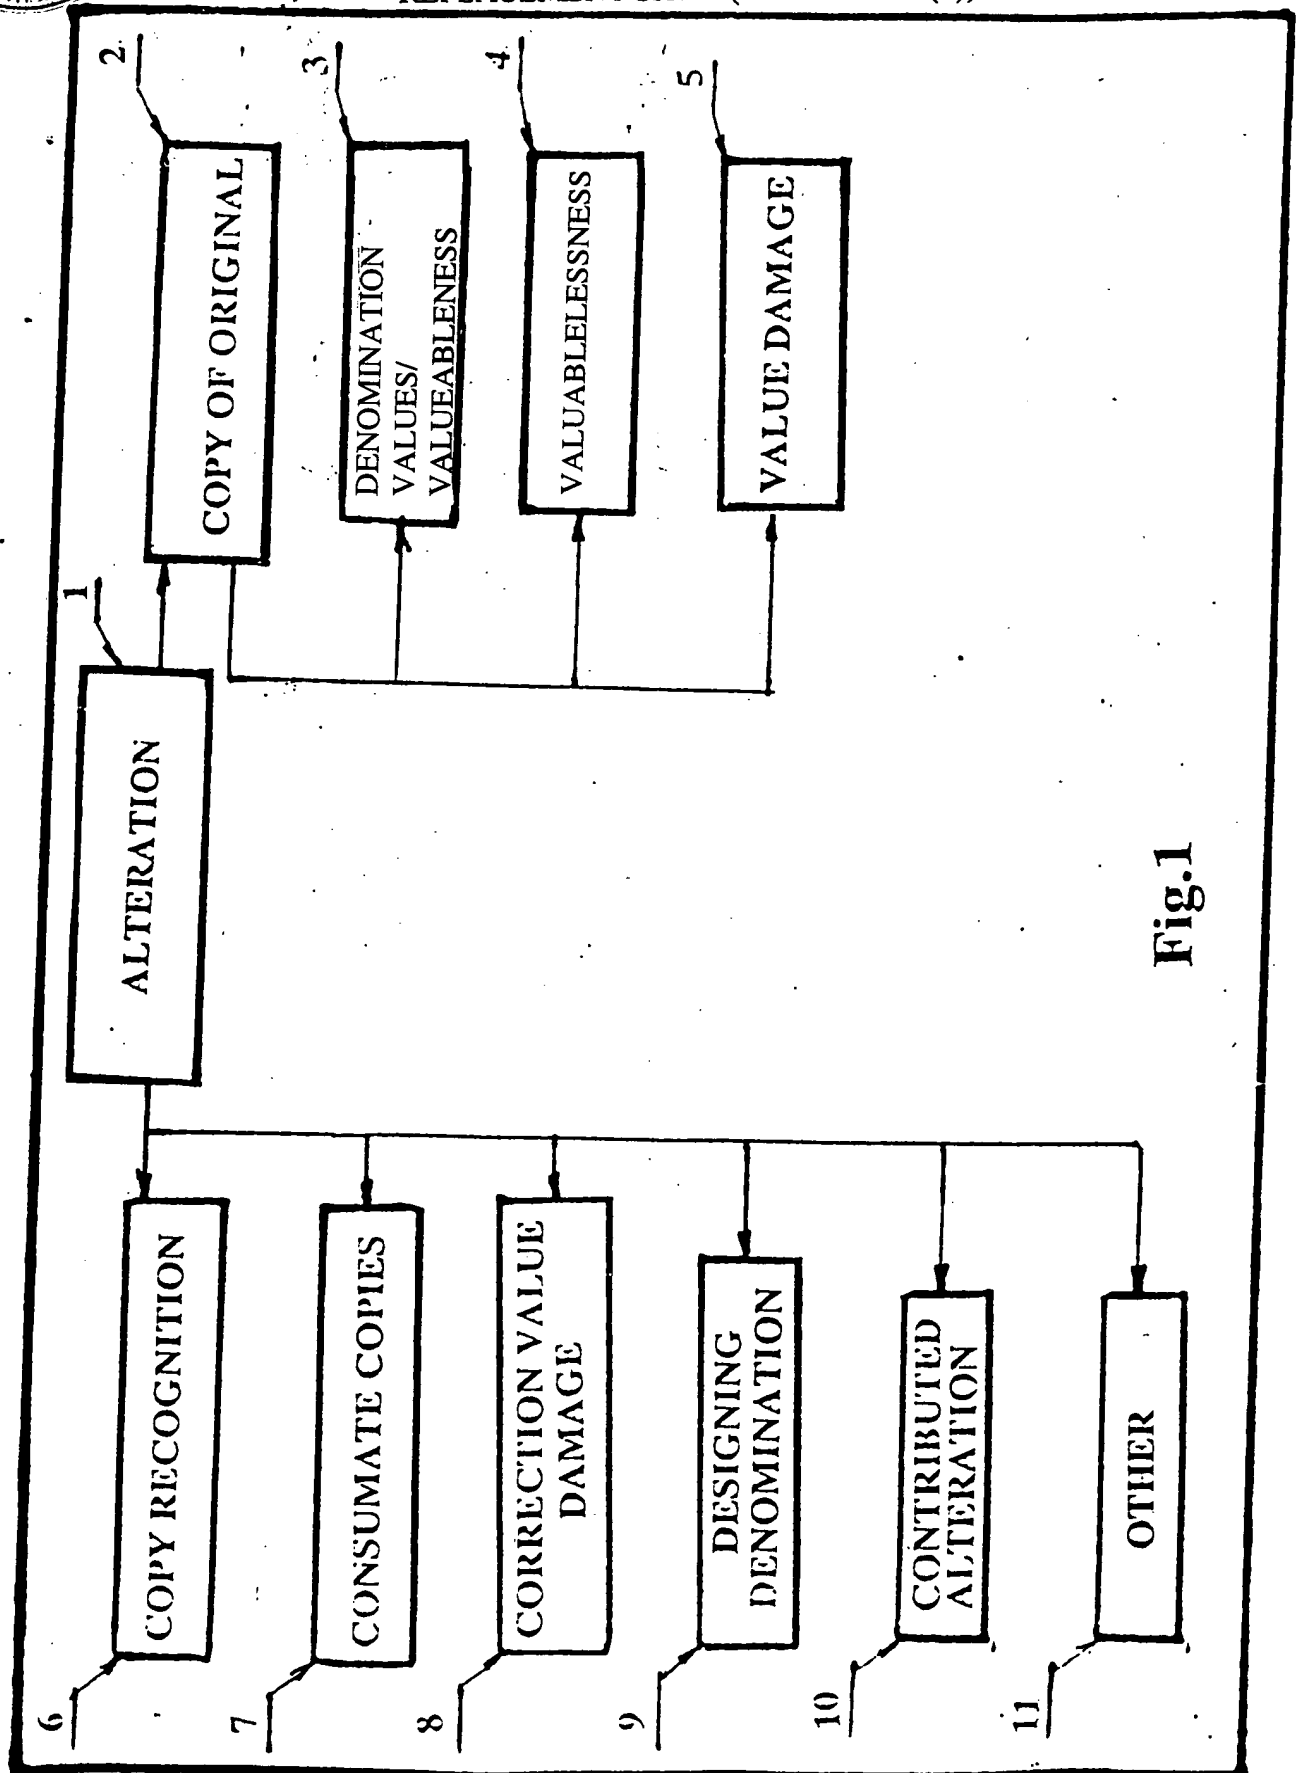 1
ALTERATION
2
COPY OF ORIGINAL
3
DENOMINATION
VALUES/
VALUEABLENESS
4
VALUABLELESSNESS
5
VALUE DAMAGE
6
COPY RECOGNITION
7
CONSUMATE COPIES
8
CORRECTION VALUE
DAMAGE
9
DESIGNING
DENOMINATION
10
CONTRIBUTED
ALTERATION
11
OTHER
Fig.1